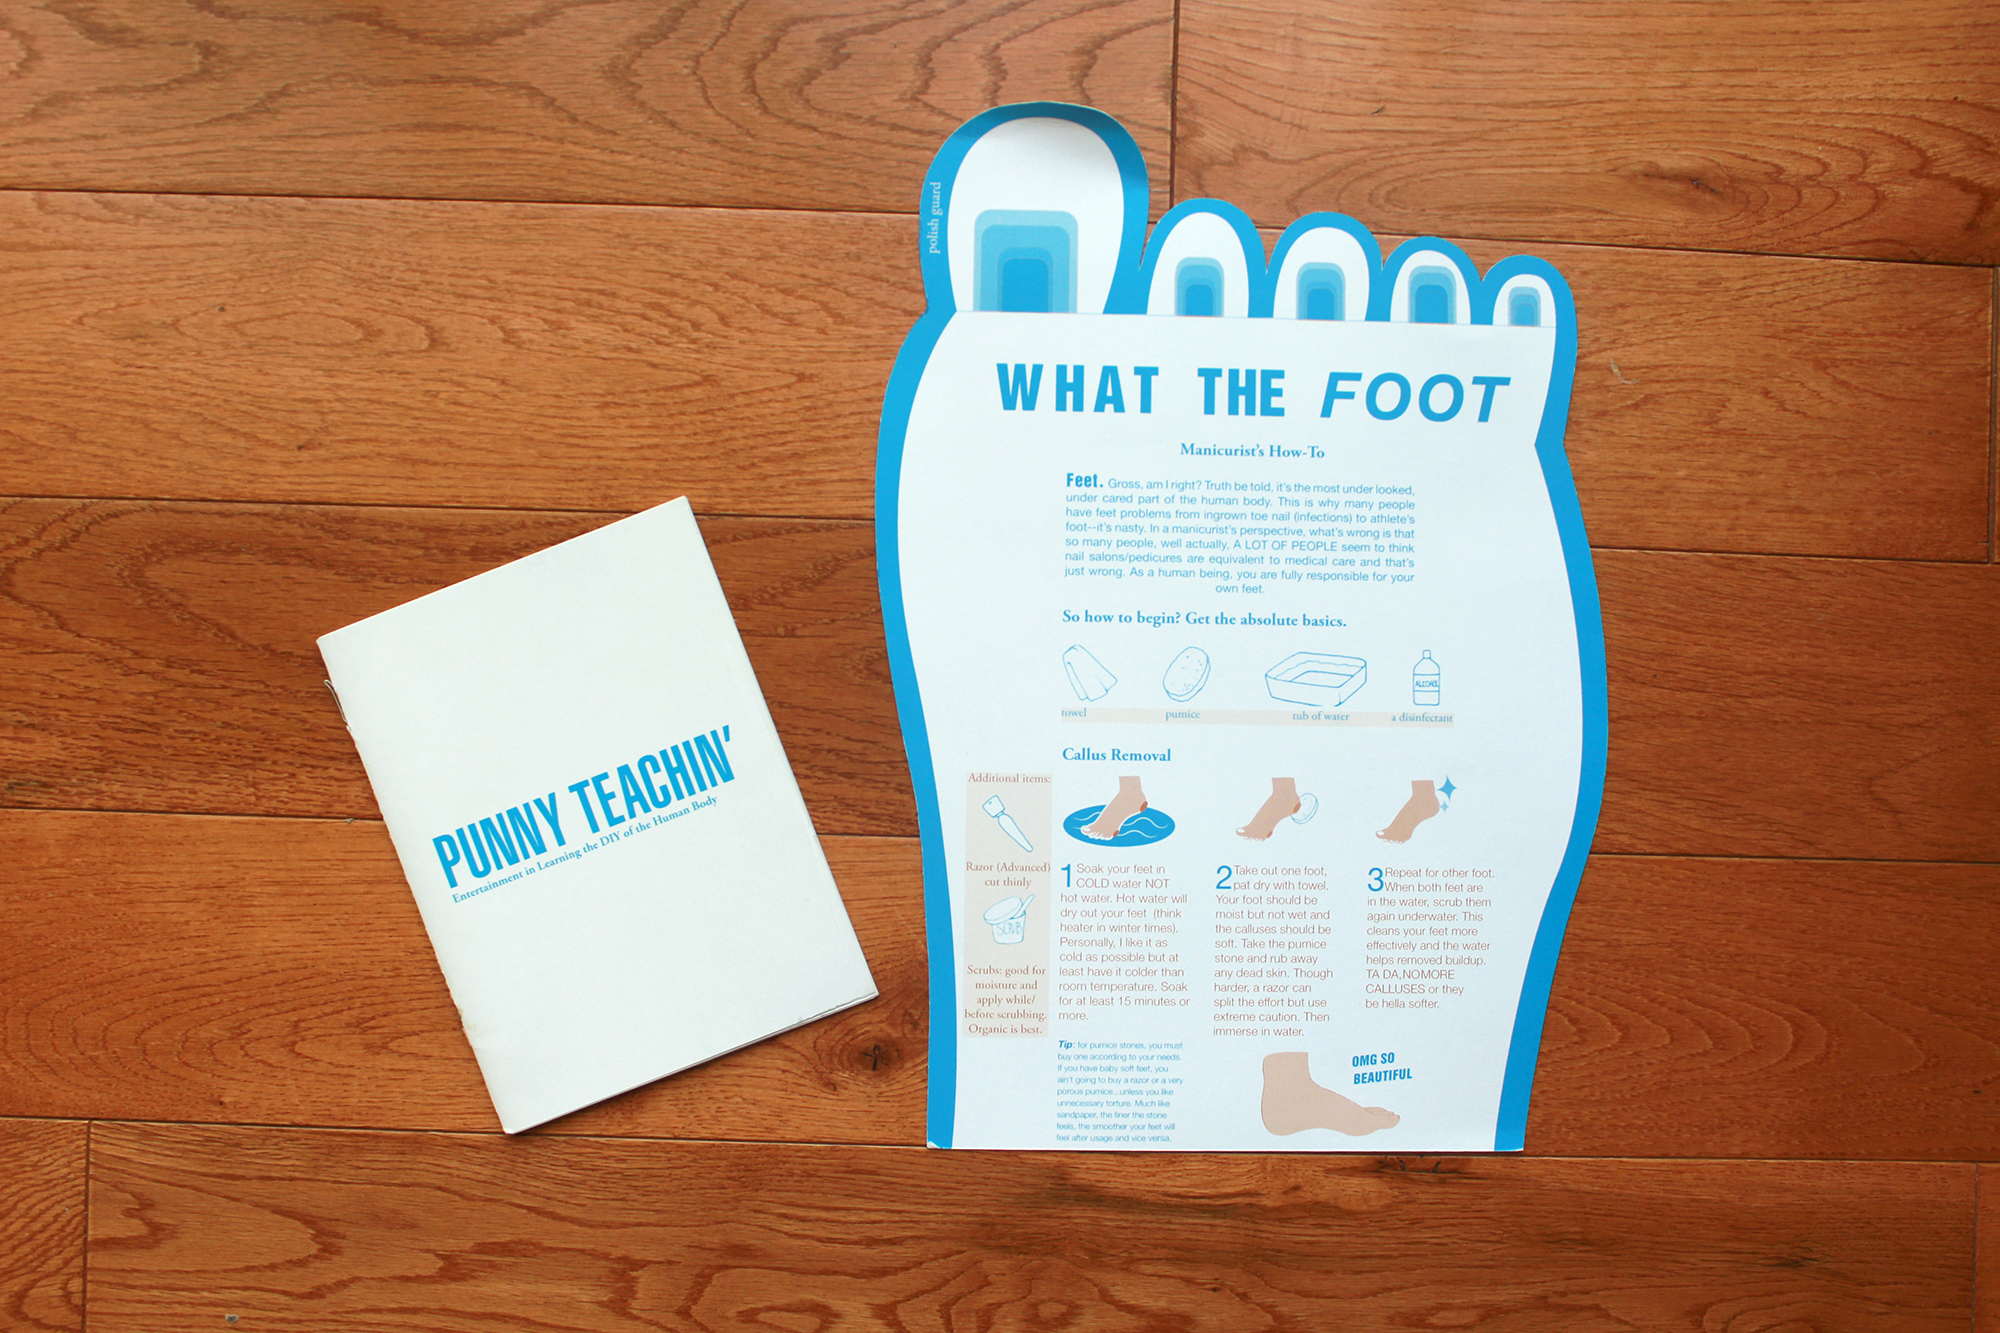 PUNNY TEACHIN'
Entertainment in Learning the DIY of the Human Body
polish guard
WHAT THE FOOT
Manicurist's How-To
Feet. Gross, am I right? Truth be told, it's the most under looked,
under cared part of the human body. This is why many people
have feet problems from ingrown toe nail (infections) to athlete's
foot--it's nasty. In a manicurist's perspective, what's wrong is that
so many people, well actually, A LOT OF PEOPLE seem to think
nail salons/pedicures are equivalent to medical care and that's
just wrong. As a human being, you are fully responsible for your
own feet.
So how to begin? Get the absolute basics.
ALCOHOL
towel
pumice
tub of water
a disinfectant
Callus Removal
Additional items:
Razor (Advanced)
cut thinly
SCRUB
Scrubs: good for
moisture and
apply while/
before scrubbing.
Organic is best.
1 Soak your feet in
COLD water NOT
hot water. Hot water will
dry out your feet (think
heater in winter times).
Personally, I like it as
cold as possible but at
least have it colder than
room temperature. Soak
for at least 15 minutes or
more.
2 Take out one foot,
pat dry with towel.
Your foot should be
moist but not wet and
the calluses should be
soft. Take the pumice
stone and rub away
any dead skin. Though
harder, a razor can
split the effort but use
extreme caution. Then
immerse in water.
3 Repeat for other foot.
When both feet are
in the water, scrub them
again underwater. This
cleans your feet more
effectively and the water
helps removed buildup.
TA DA,NOMORE
CALLUSES or they
be hella softer.
Tip: for pumice stones, you must
buy one according to your needs.
If you have baby soft feet, you
ain't going to buy a razor or a very
porous pumice...unless you like
unnecessary torture. Much like
sandpaper, the finer the stone
feels, the smoother your feet will
feel after usage and vice versa.
OMG SO
BEAUTIFUL